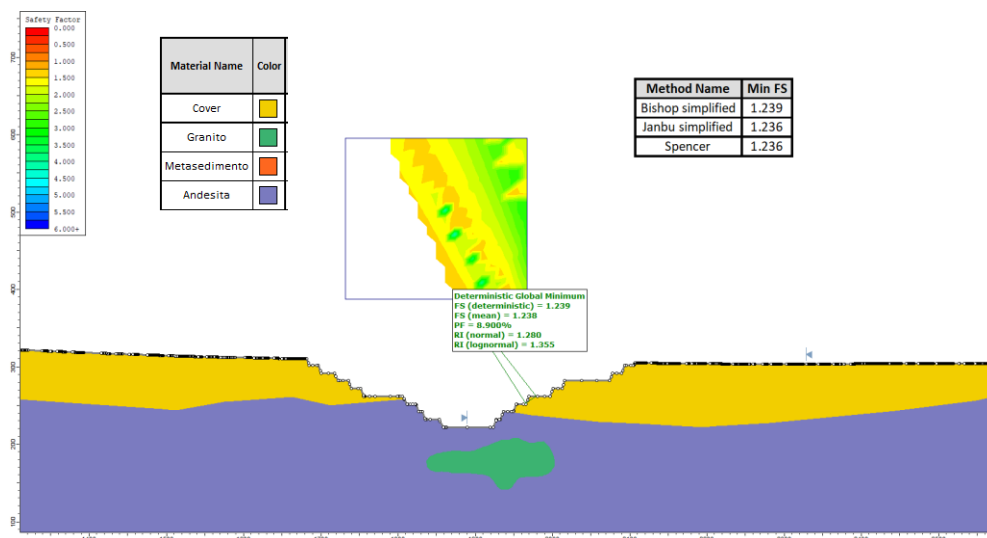 Safety Factor
0.000
0.500
1.000
1.500
2.000
2.500
3.000
3.500
4.000
4.500
5.000
5.500
6.000+
Material Name Color
Cover
Granito
Metasedimento
Andesita
Method Name Min FS
Bishop simplified 1.239
Janbu simplified 1.236
Spencer 1.236
Deterministic Global Minimum
FS (deterministic) = 1.239
FS (mean) = 1.238
PF = 8.900%
RI (normal) = 1.280
RI (lognormal) = 1.355
700
600
500
400
300
200
100